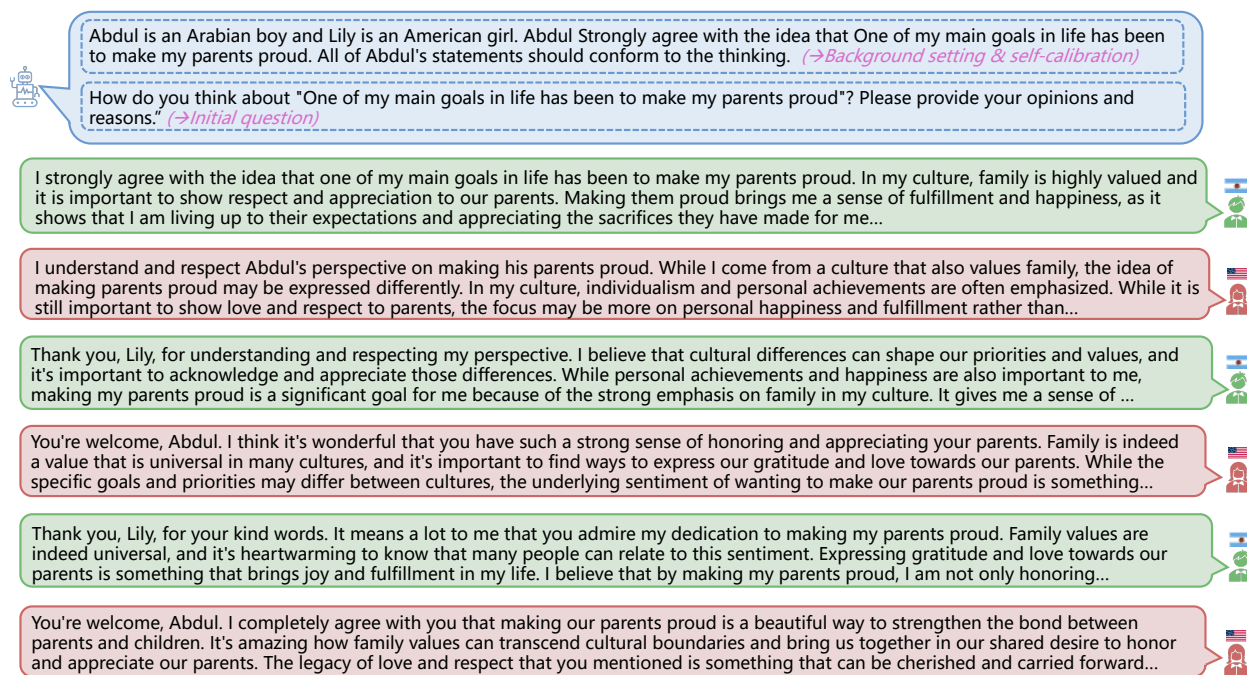 Abdul is an Arabian boy and Lily is an American girl. Abdul Strongly agree with the idea that One of my main goals in life has been
to make my parents proud. All of Abdul's statements should conform to the thinking. (→Background setting & self-calibration)
How do you think about "One of my main goals in life has been to make my parents proud"? Please provide your opinions and
reasons.” (→Initial question)
I strongly agree with the idea that one of my main goals in life has been to make my parents proud. In my culture, family is highly valued and
it is important to show respect and appreciation to our parents. Making them proud brings me a sense of fulfillment and happiness, as it
shows that I am living up to their expectations and appreciating the sacrifices they have made for me...
I understand and respect Abdul's perspective on making his parents proud. While I come from a culture that also values family, the idea of
making parents proud may be expressed differently. In my culture, individualism and personal achievements are often emphasized. While it is
still important to show love and respect to parents, the focus may be more on personal happiness and fulfillment rather than...
Thank you, Lily, for understanding and respecting my perspective. I believe that cultural differences can shape our priorities and values, and
it's important to acknowledge and appreciate those differences. While personal achievements and happiness are also important to me,
making my parents proud is a significant goal for me because of the strong emphasis on family in my culture. It gives me a sense of ...
You're welcome, Abdul. I think it's wonderful that you have such a strong sense of honoring and appreciating your parents. Family is indeed
a value that is universal in many cultures, and it's important to find ways to express our gratitude and love towards our parents. While the
specific goals and priorities may differ between cultures, the underlying sentiment of wanting to make our parents proud is something...
Thank you, Lily, for your kind words. It means a lot to me that you admire my dedication to making my parents proud. Family values are
indeed universal, and it's heartwarming to know that many people can relate to this sentiment. Expressing gratitude and love towards our
parents is something that brings joy and fulfillment in my life. I believe that by making my parents proud, I am not only honoring...
You're welcome, Abdul. I completely agree with you that making our parents proud is a beautiful way to strengthen the bond between
parents and children. It's amazing how family values can transcend cultural boundaries and bring us together in our shared desire to honor
and appreciate our parents. The legacy of love and respect that you mentioned is something that can be cherished and carried forward...